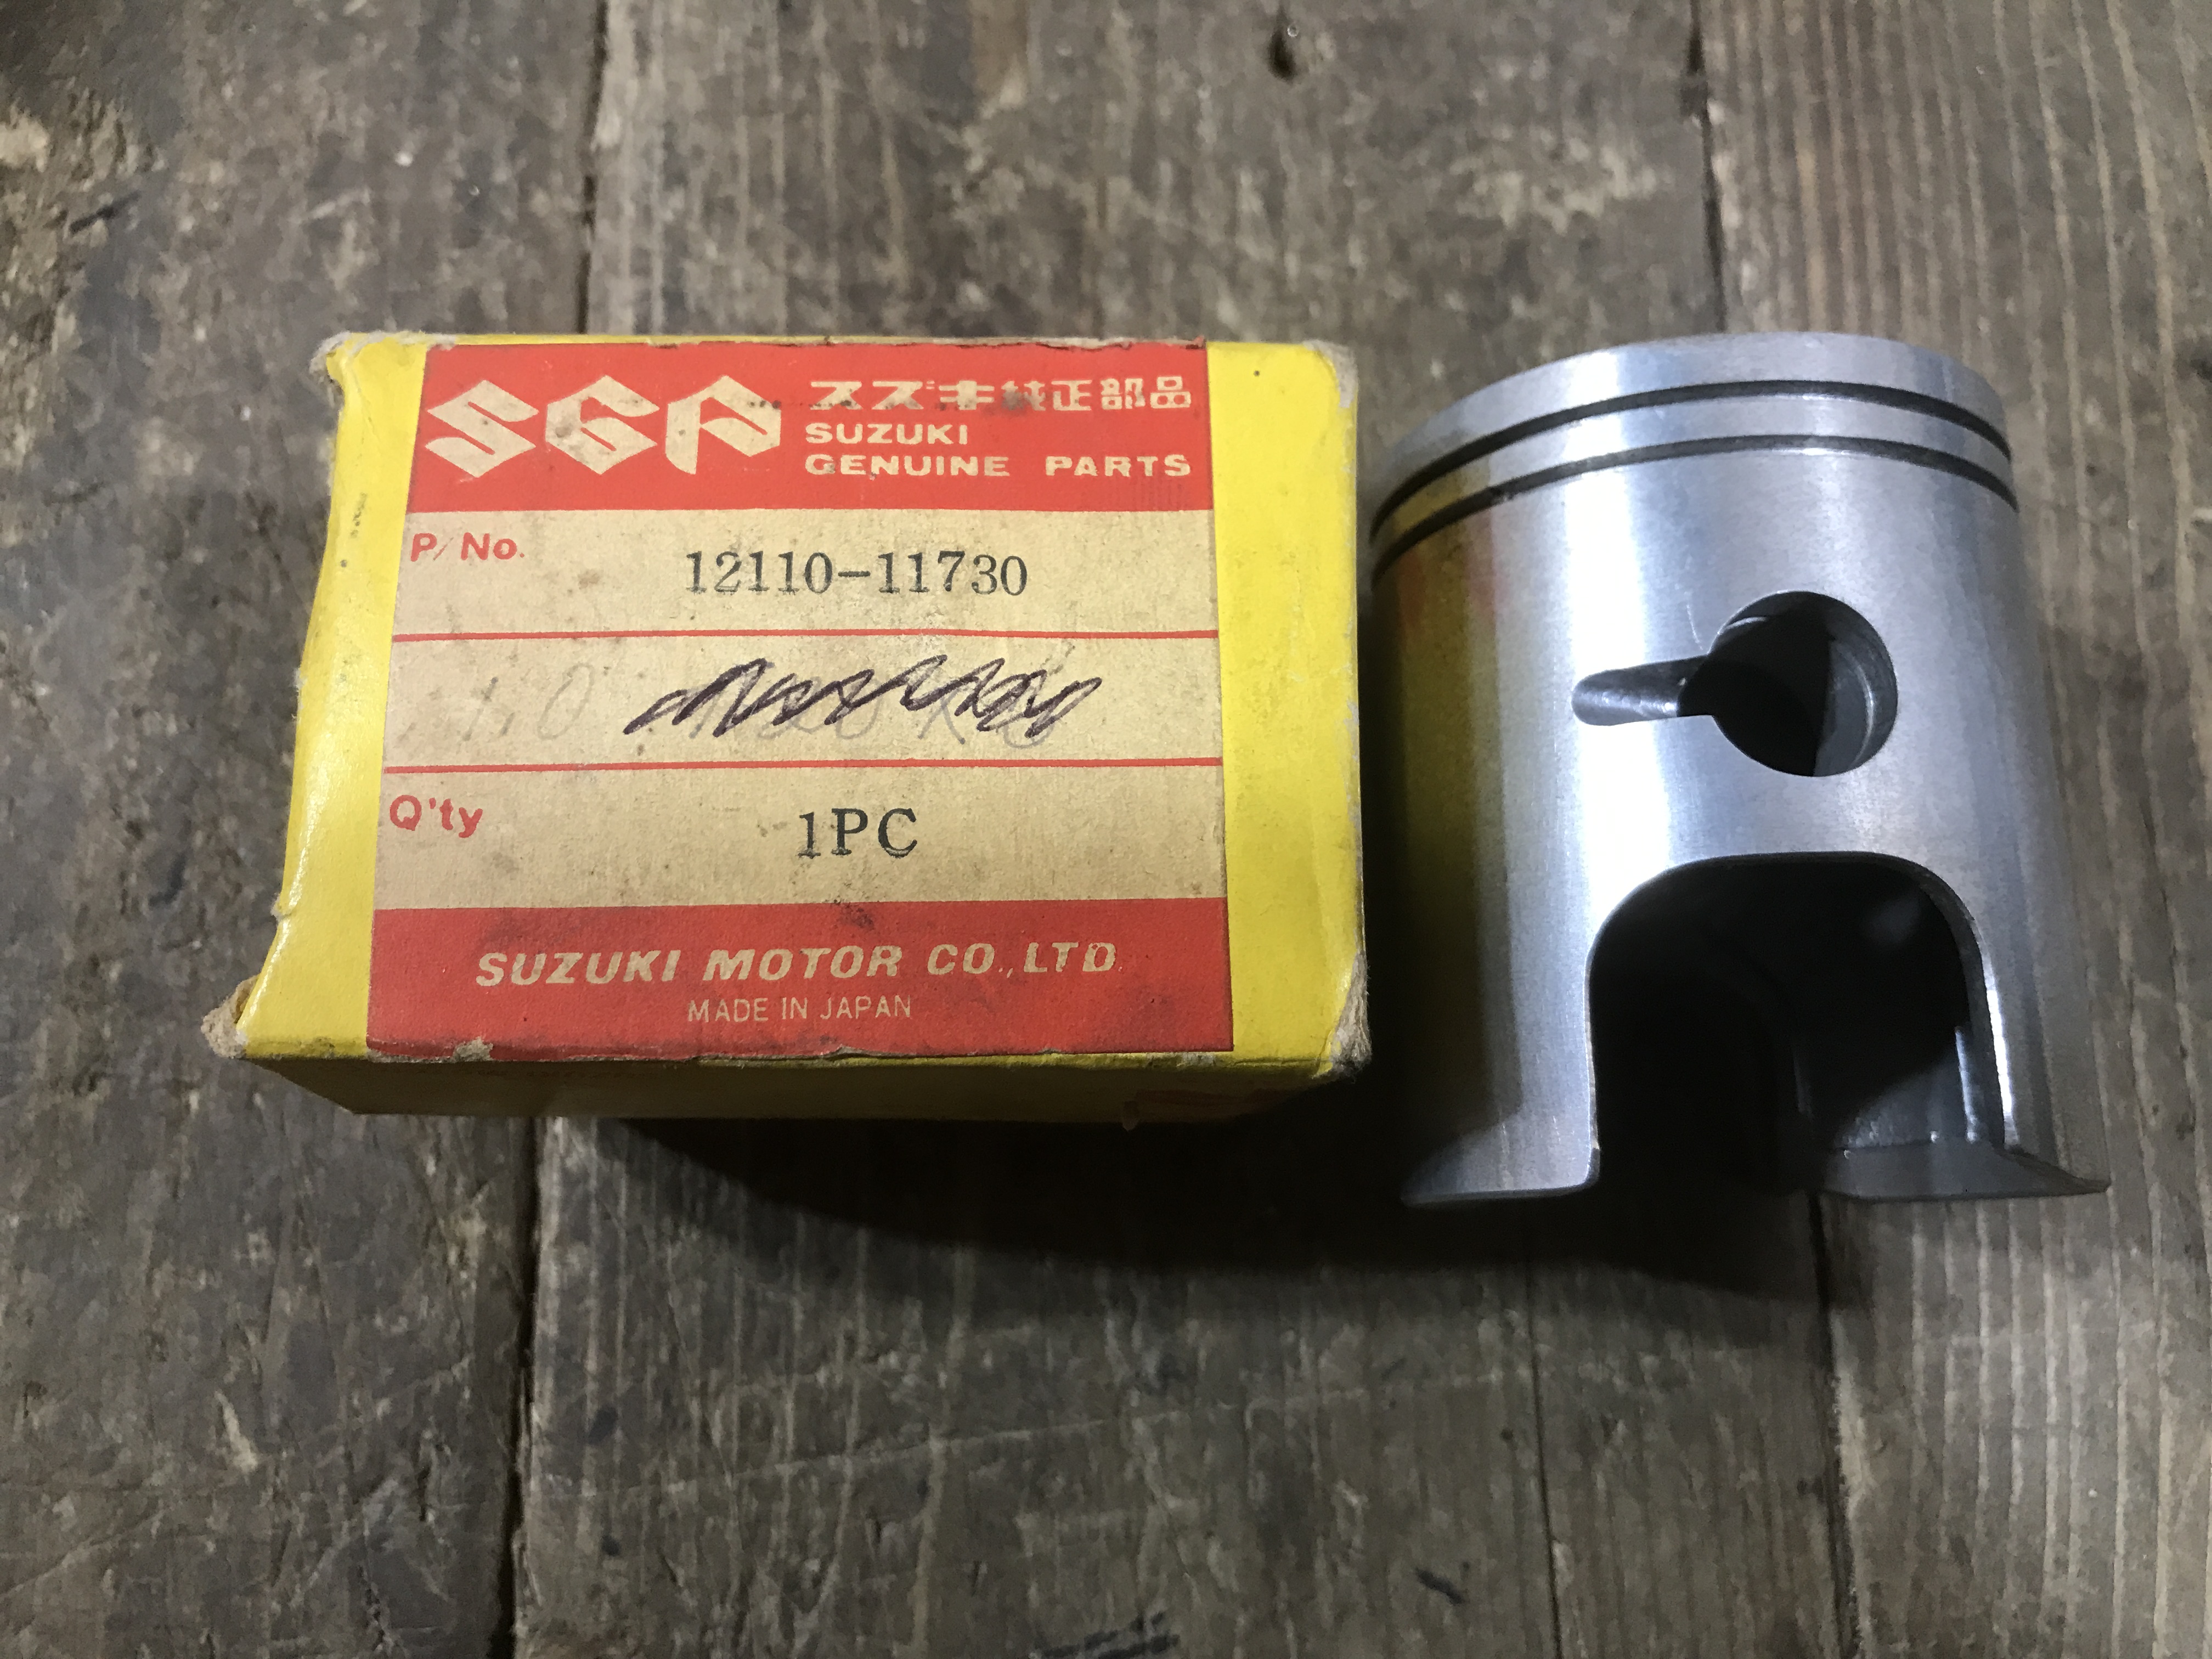 SGP
スズキ純正部品
SUZUKI
GENUINE PARTS
P/No.
12110-11730
Q'ty
1PC
SUZUKI MOTOR CO.,LTD.
MADE IN JAPAN